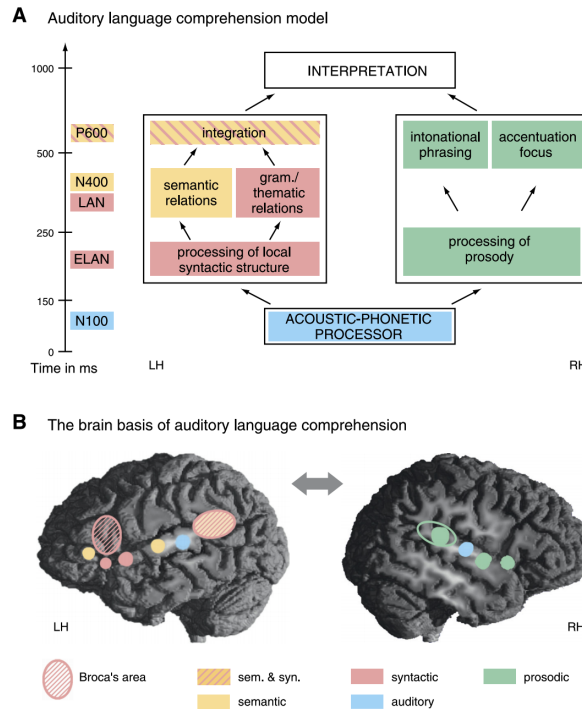 A Auditory language comprehension model
1000
INTERPRETATION
P600
integration
intonational
phrasing
accentuation
focus
500
N400
semantic
relations
gram./
thematic
relations
LAN
250
ELAN
processing of local
syntactic structure
processing of
prosody
150
N100
ACOUSTIC-PHONETIC
PROCESSOR
0
Time in ms
LH
RH
B The brain basis of auditory language comprehension
LH
RH
Broca's area
sem. & syn.
syntactic
prosodic
semantic
auditory